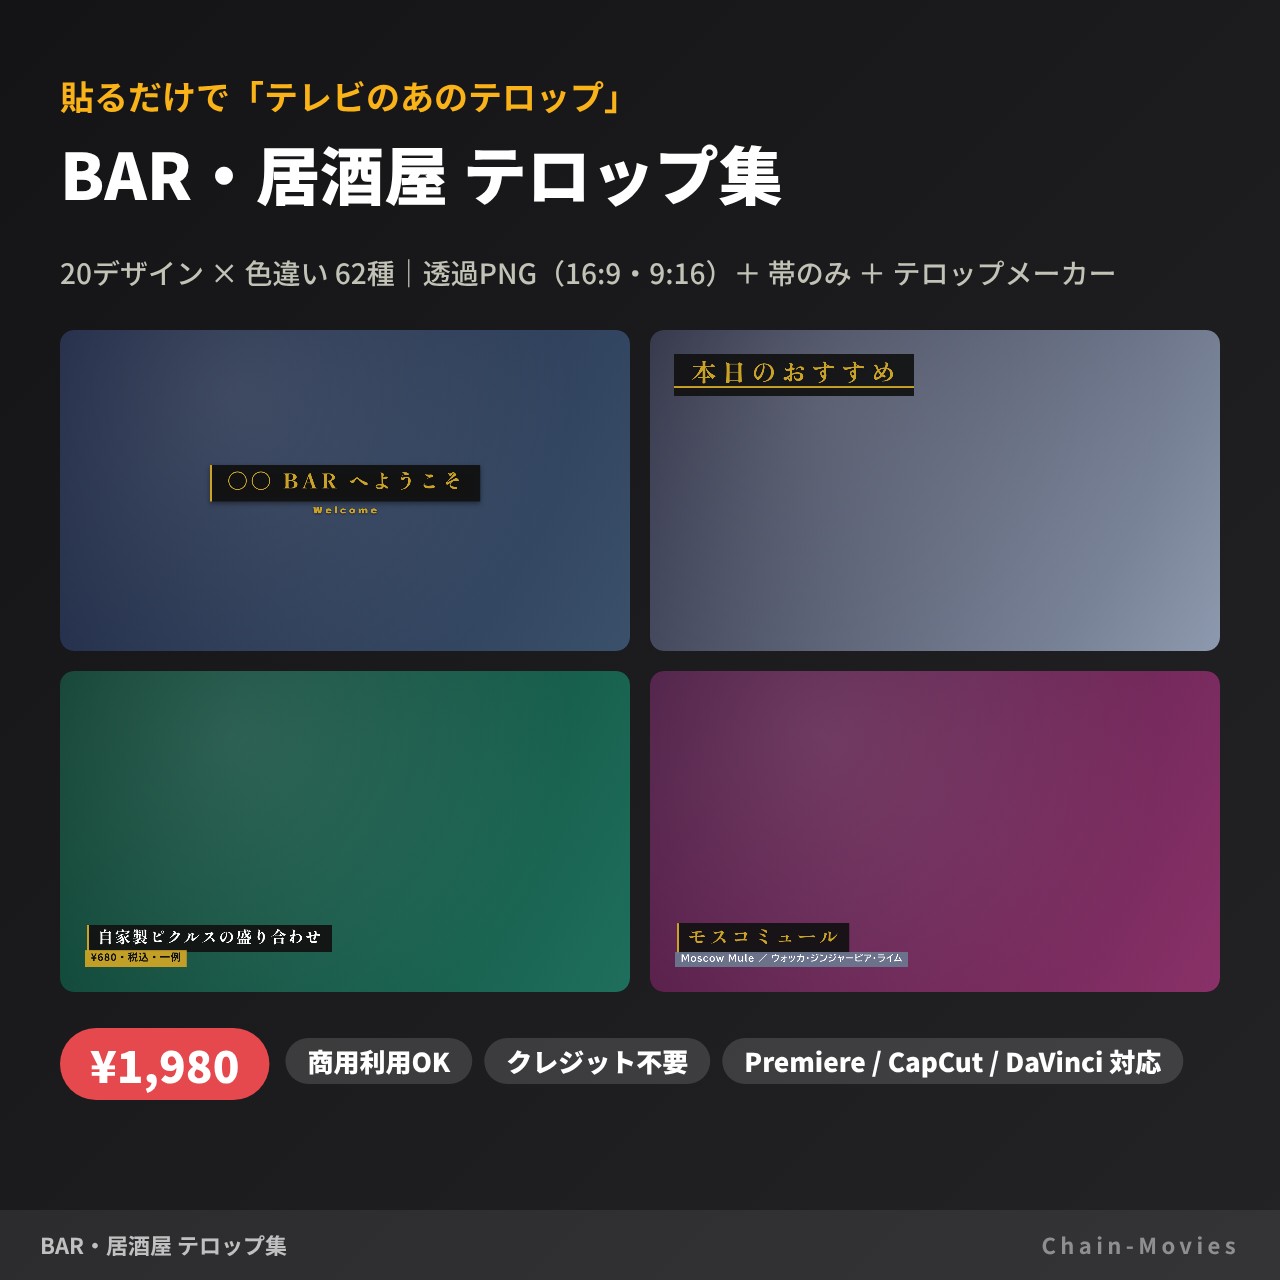 貼るだけで「テレビのあのテロップ」
BAR・居酒屋 テロップ集
20デザイン × 色違い 62種｜透過PNG（16:9・9:16）＋ 帯のみ ＋ テロップメーカー
〇〇 BAR へようこそ
Welcome
本日のおすすめ
自家製ピクルスの盛り合わせ
¥680・税込・一例
モスコミュール
Moscow Mule ／ ウォッカ・ジンジャービア・ライム
¥1,980
商用利用OK
クレジット不要
Premiere / CapCut / DaVinci 対応
BAR・居酒屋 テロップ集
Chain-Movies